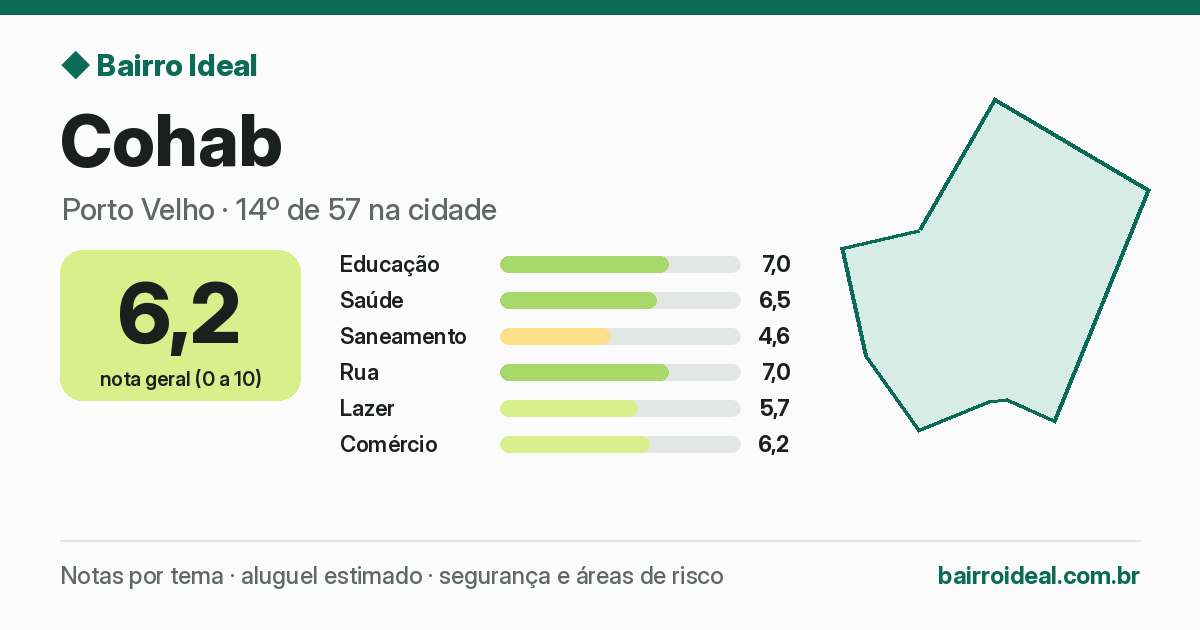 Bairro Ideal
Cohab
Porto Velho · 14º de 57 na cidade
6,2
nota geral (0 a 10)
Educação 7,0
Saúde 6,5
Saneamento 4,6
Rua 7,0
Lazer 5,7
Comércio 6,2
Notas por tema · aluguel estimado · segurança e áreas de risco
bairroideal.com.br